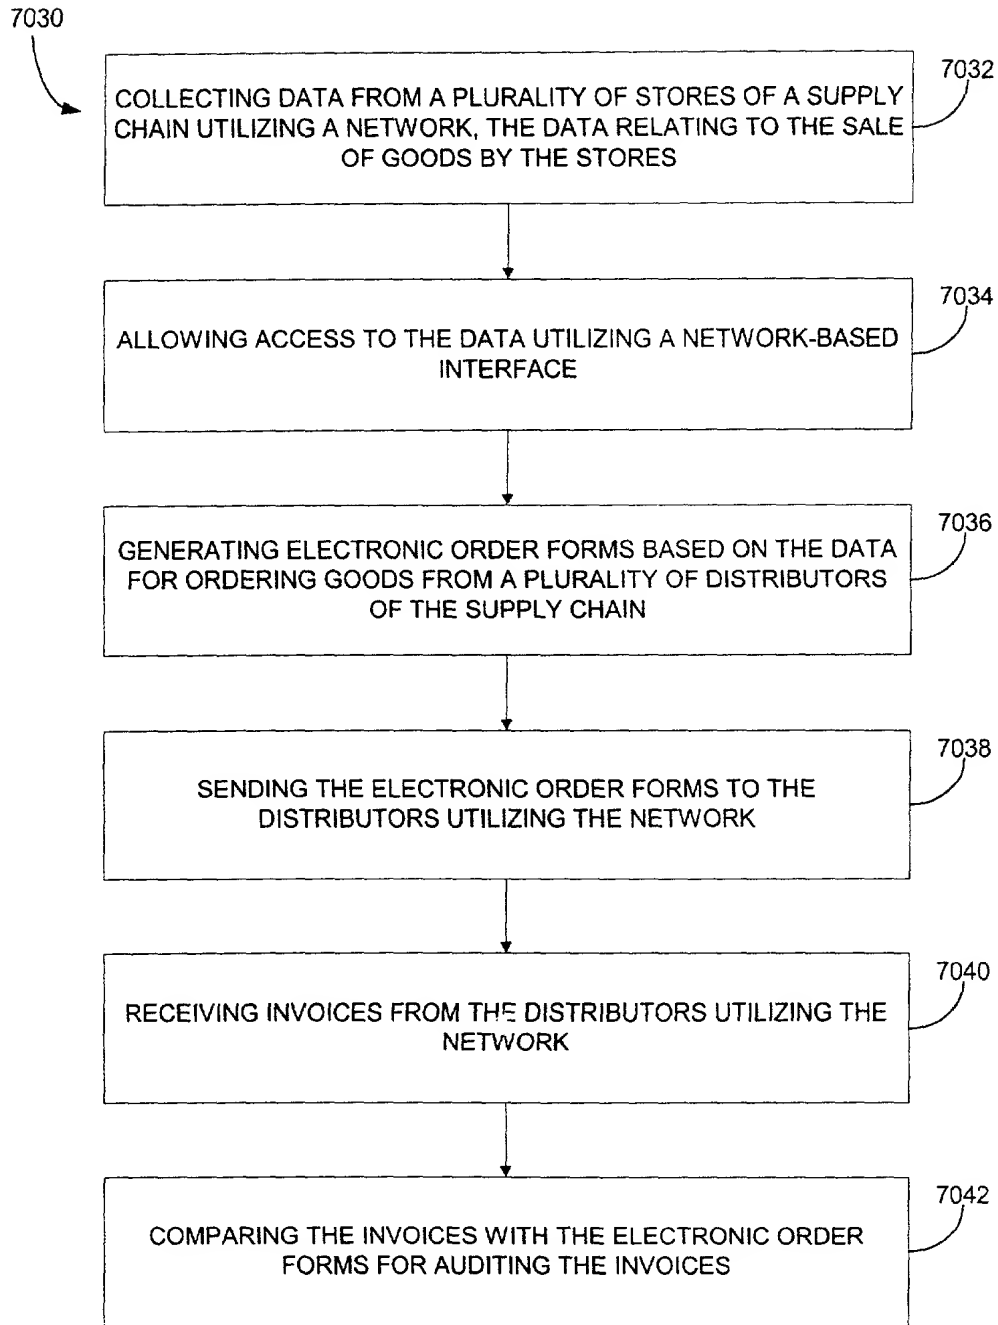 7030
7032
COLLECTING DATA FROM A PLURALITY OF STORES OF A SUPPLY
CHAIN UTILIZING A NETWORK, THE DATA RELATING TO THE SALE
OF GOODS BY THE STORES
7034
ALLOWING ACCESS TO THE DATA UTILIZING A NETWORK-BASED
INTERFACE
7036
GENERATING ELECTRONIC ORDER FORMS BASED ON THE DATA
FOR ORDERING GOODS FROM A PLURALITY OF DISTRIBUTORS
OF THE SUPPLY CHAIN
7038
SENDING THE ELECTRONIC ORDER FORMS TO THE
DISTRIBUTORS UTILIZING THE NETWORK
7040
RECEIVING INVOICES FROM THE DISTRIBUTORS UTILIZING THE
NETWORK
7042
COMPARING THE INVOICES WITH THE ELECTRONIC ORDER
FORMS FOR AUDITING THE INVOICES